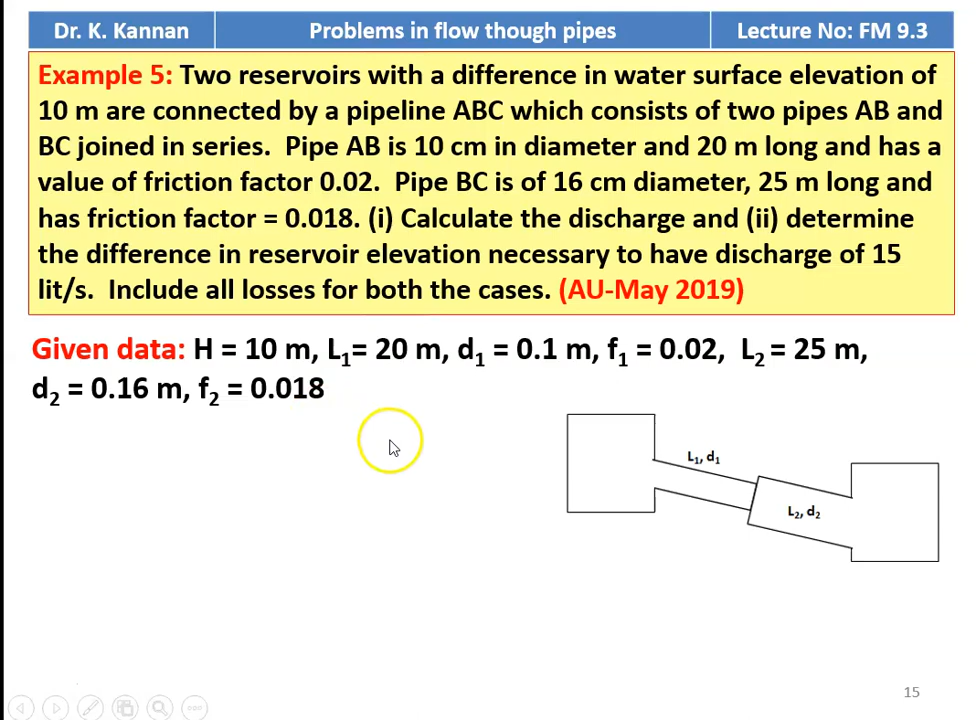 Dr. K. Kannan
Problems in flow though pipes
Lecture No: FM 9.3
Example 5: Two reservoirs with a difference in water surface elevation of
10 m are connected by a pipeline ABC which consists of two pipes AB and
BC joined in series. Pipe AB is 10 cm in diameter and 20 m long and has a
value of friction factor 0.02. Pipe BC is of 16 cm diameter, 25 m long and
has friction factor = 0.018. (i) Calculate the discharge and (ii) determine
the difference in reservoir elevation necessary to have discharge of 15
lit/s. Include all losses for both the cases. (AU-May 2019)
Given data: H = 10 m, L₁= 20 m, d₁ = 0.1 m, f₁ = 0.02, L₂ = 25 m,
d₂ = 0.16 m, f₂ = 0.018
L₁, d₁
L₂, d₂
15